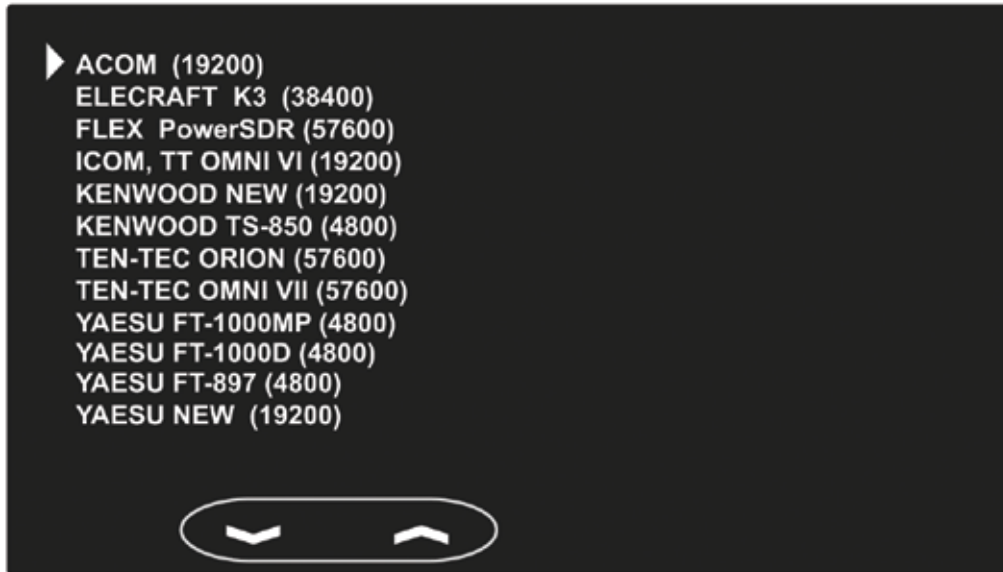 ACOM (19200)
ELECRAFT K3 (38400)
FLEX PowerSDR (57600)
ICOM, TT OMNI VI (19200)
KENWOOD NEW (19200)
KENWOOD TS-850 (4800)
TEN-TEC ORION (57600)
TEN-TEC OMNI VII (57600)
YAESU FT-1000MP (4800)
YAESU FT-1000D (4800)
YAESU FT-897 (4800)
YAESU NEW (19200)